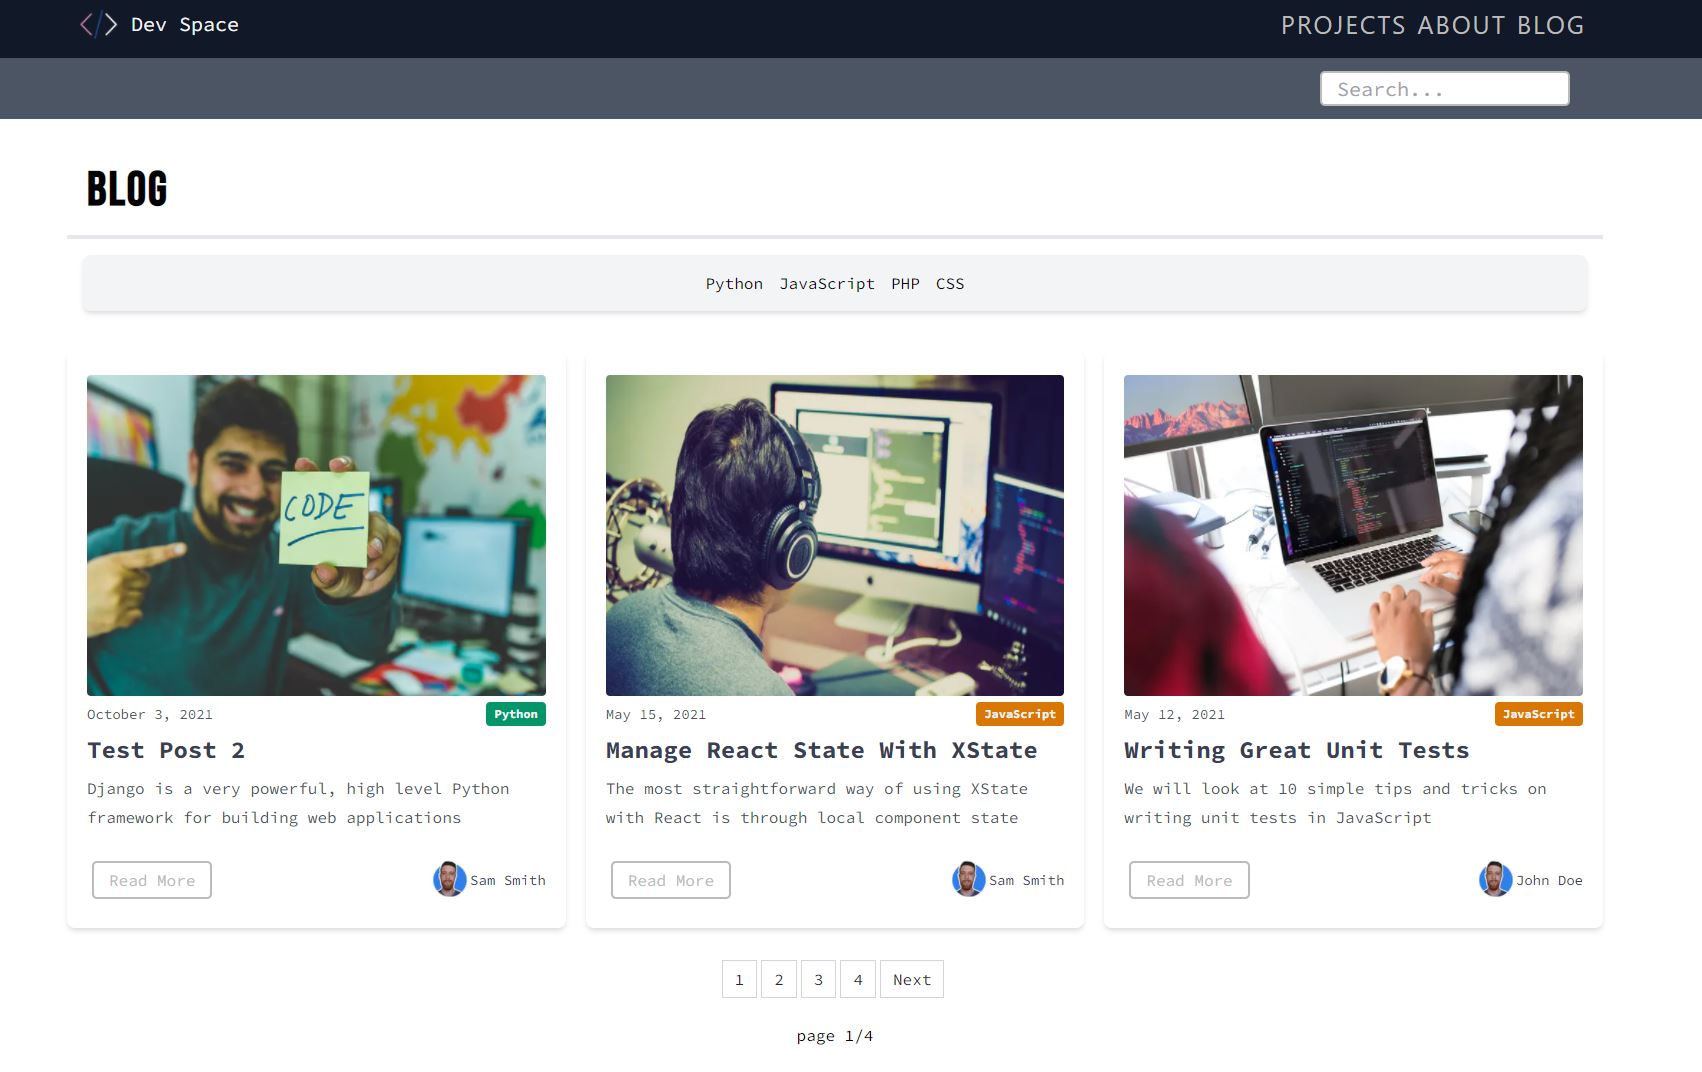 </> Dev Space
PROJECTS ABOUT BLOG
Search...
BLOG
Python JavaScript PHP CSS
CODE
October 3, 2021
Python
Test Post 2
Django is a very powerful, high level Python
framework for building web applications
Read More
Sam Smith
May 15, 2021
JavaScript
Manage React State With XState
The most straightforward way of using XState
with React is through local component state
Read More
Sam Smith
May 12, 2021
JavaScript
Writing Great Unit Tests
We will look at 10 simple tips and tricks on
writing unit tests in JavaScript
Read More
John Doe
1 2 3 4 Next
page 1/4